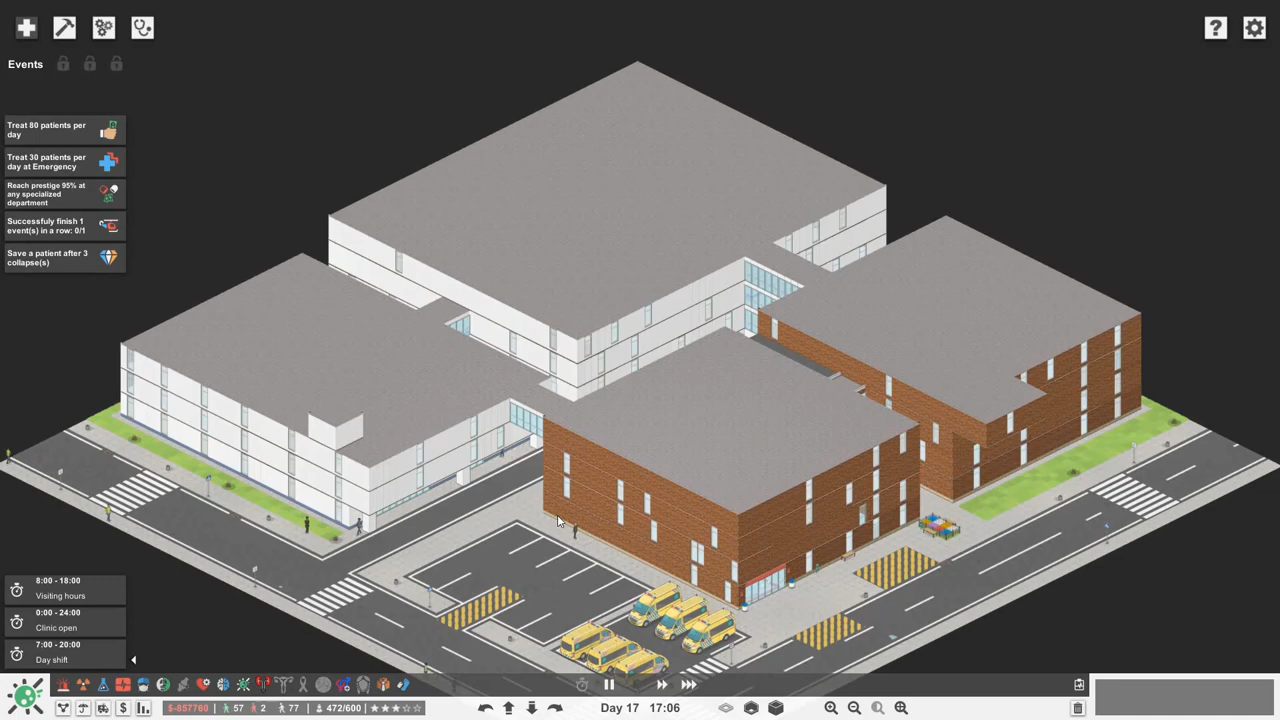 ?
Events
Treat 80 patients per
day
Treat 30 patients per
day at Emergency
Reach prestige 95% at
any specialized
department
Successfuly finish 1
event(s) in a row: 0/1
Save a patient after 3
collapse(s)
8:00 - 18:00
Visiting hours
0:00 - 24:00
Clinic open
7:00 - 20:00
Day shift
$ $-857760 57 2 77 472/600 Day 17 17:06